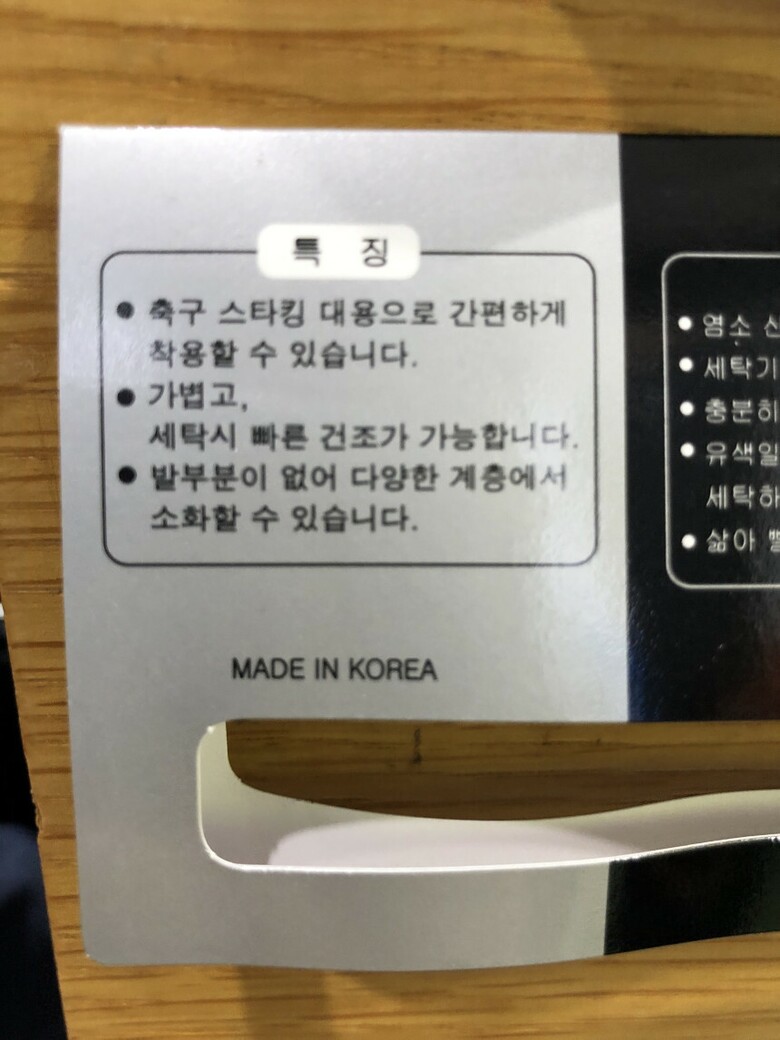 특 징
● 축구 스타킹 대용으로 간편하게
착용할 수 있습니다.
● 가볍고,
세탁시 빠른 건조가 가능합니다.
● 발부분이 없어 다양한 계층에서
소화할 수 있습니다.
MADE IN KOREA
● 염소
● 세탁기
● 충분히
● 유색일
세탁하
● 삶아